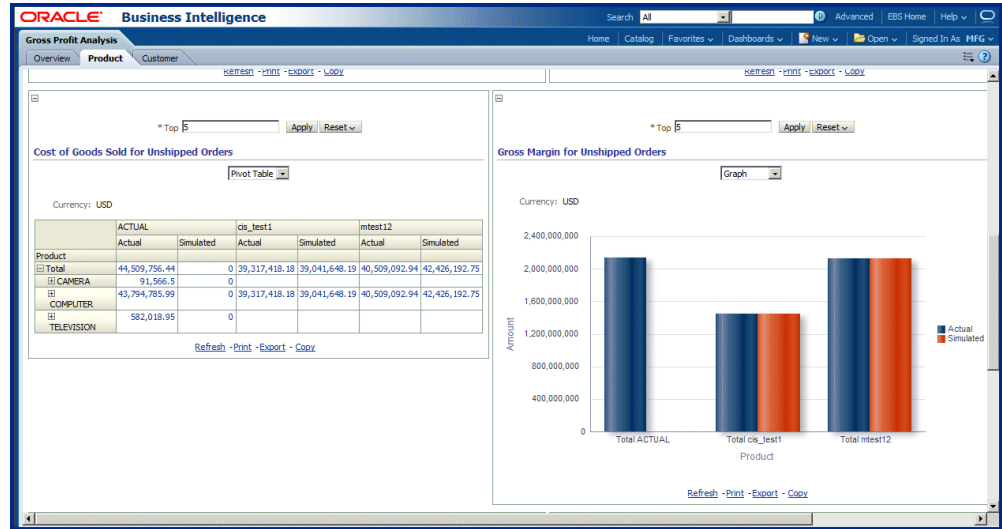 ORACLE Business Intelligence
Search All Advanced EBS Home Help
Gross Profit Analysis
Home Catalog Favorites Dashboards New Open Signed In As MFG
Overview Product Customer
Refresh - Print - Export - Copy
Refresh - Print - Export - Copy
* Top 5 Apply Reset
Cost of Goods Sold for Unshipped Orders
Pivot Table
Currency: USD
ACTUAL cis_test1 mtest12
Actual Simulated Actual Simulated Actual Simulated
Product
Total 44,509,756.44 0 39,317,418.18 39,041,648.19 40,509,092.94 42,426,192.75
CAMERA 91,566.5 0
COMPUTER 43,794,785.99 0 39,317,418.18 39,041,648.19 40,509,092.94 42,426,192.75
TELEVISION 582,018.95 0
Refresh - Print - Export - Copy
* Top 5 Apply Reset
Gross Margin for Unshipped Orders
Graph
Currency: USD
2,400,000,000
2,000,000,000
1,600,000,000
1,200,000,000
800,000,000
400,000,000
0
Amount
Total ACTUAL Total cis_test1 Total mtest12
Product
Actual
Simulated
Refresh - Print - Export - Copy